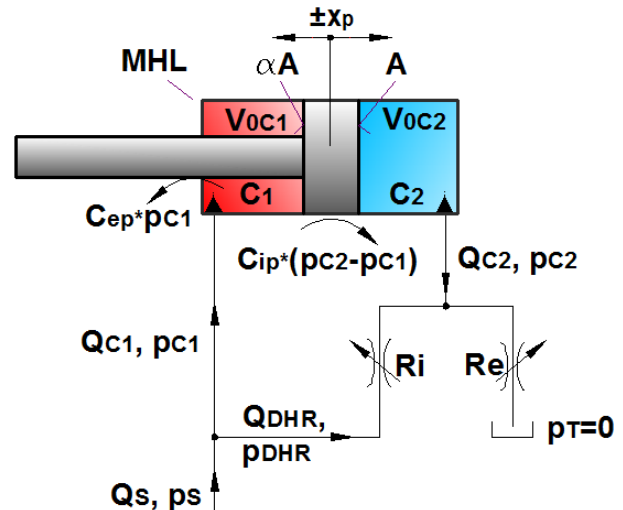 ±xp
MHL
αA
A
V0C1
V0C2
C1
C2
Cep*pC1
Cip*(pC2-pC1)
QC2, pC2
QC1, pC1
Ri
Re
QDHR,
pDHR
pT=0
QS, pS